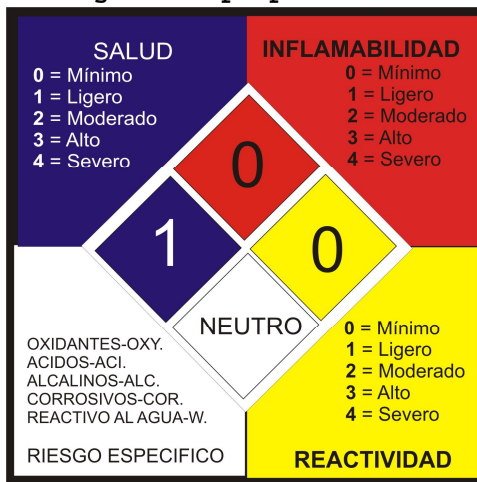 SALUD
0 = Mínimo
1 = Ligero
2 = Moderado
3 = Alto
4 = Severo
INFLAMABILIDAD
0 = Mínimo
1 = Ligero
2 = Moderado
3 = Alto
4 = Severo
0
1
0
NEUTRO
OXIDANTES-OXY.
ACIDOS-ACI.
ALCALINOS-ALC.
CORROSIVOS-COR.
REACTIVO AL AGUA-W.
RIESGO ESPECIFICO
0 = Mínimo
1 = Ligero
2 = Moderado
3 = Alto
4 = Severo
REACTIVIDAD